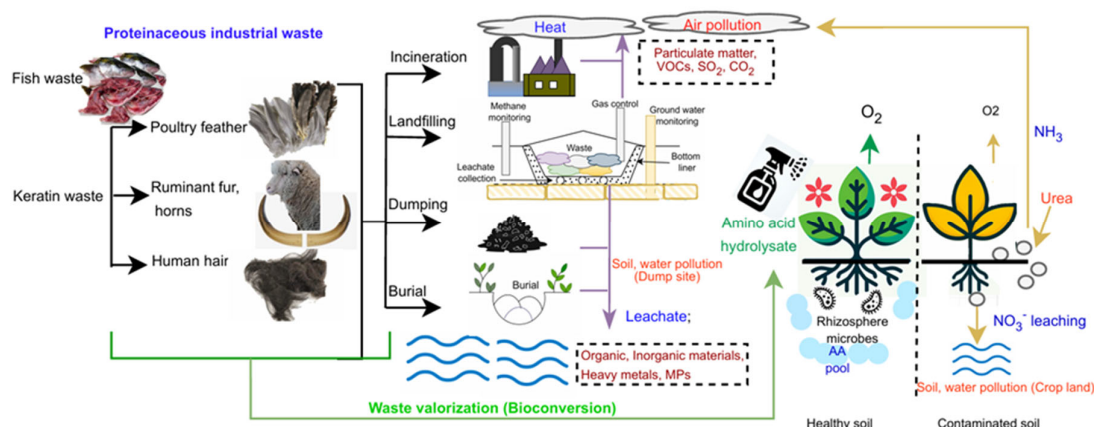 Proteinaceous industrial waste
Fish waste
Keratin waste
Poultry feather
Ruminant fur,
horns
Human hair
Incineration
Landfilling
Dumping
Burial
Heat
Air pollution
Particulate matter,
VOCs, SO2, CO2
Methane
monitoring
Gas control
Ground water
monitoring
Waste
Leachate
collection
Bottom
liner
Soil, water pollution
(Dump site)
Burial
Leachate;
Organic, Inorganic materials,
Heavy metals, MPs
Waste valorization (Bioconversion)
Amino acid
hydrolysate
O2
O2
NH3
Urea
Rhizosphere
microbes
AA
pool
NO3- leaching
Soil, water pollution (Crop land)
Healthy soil
Contaminated soil